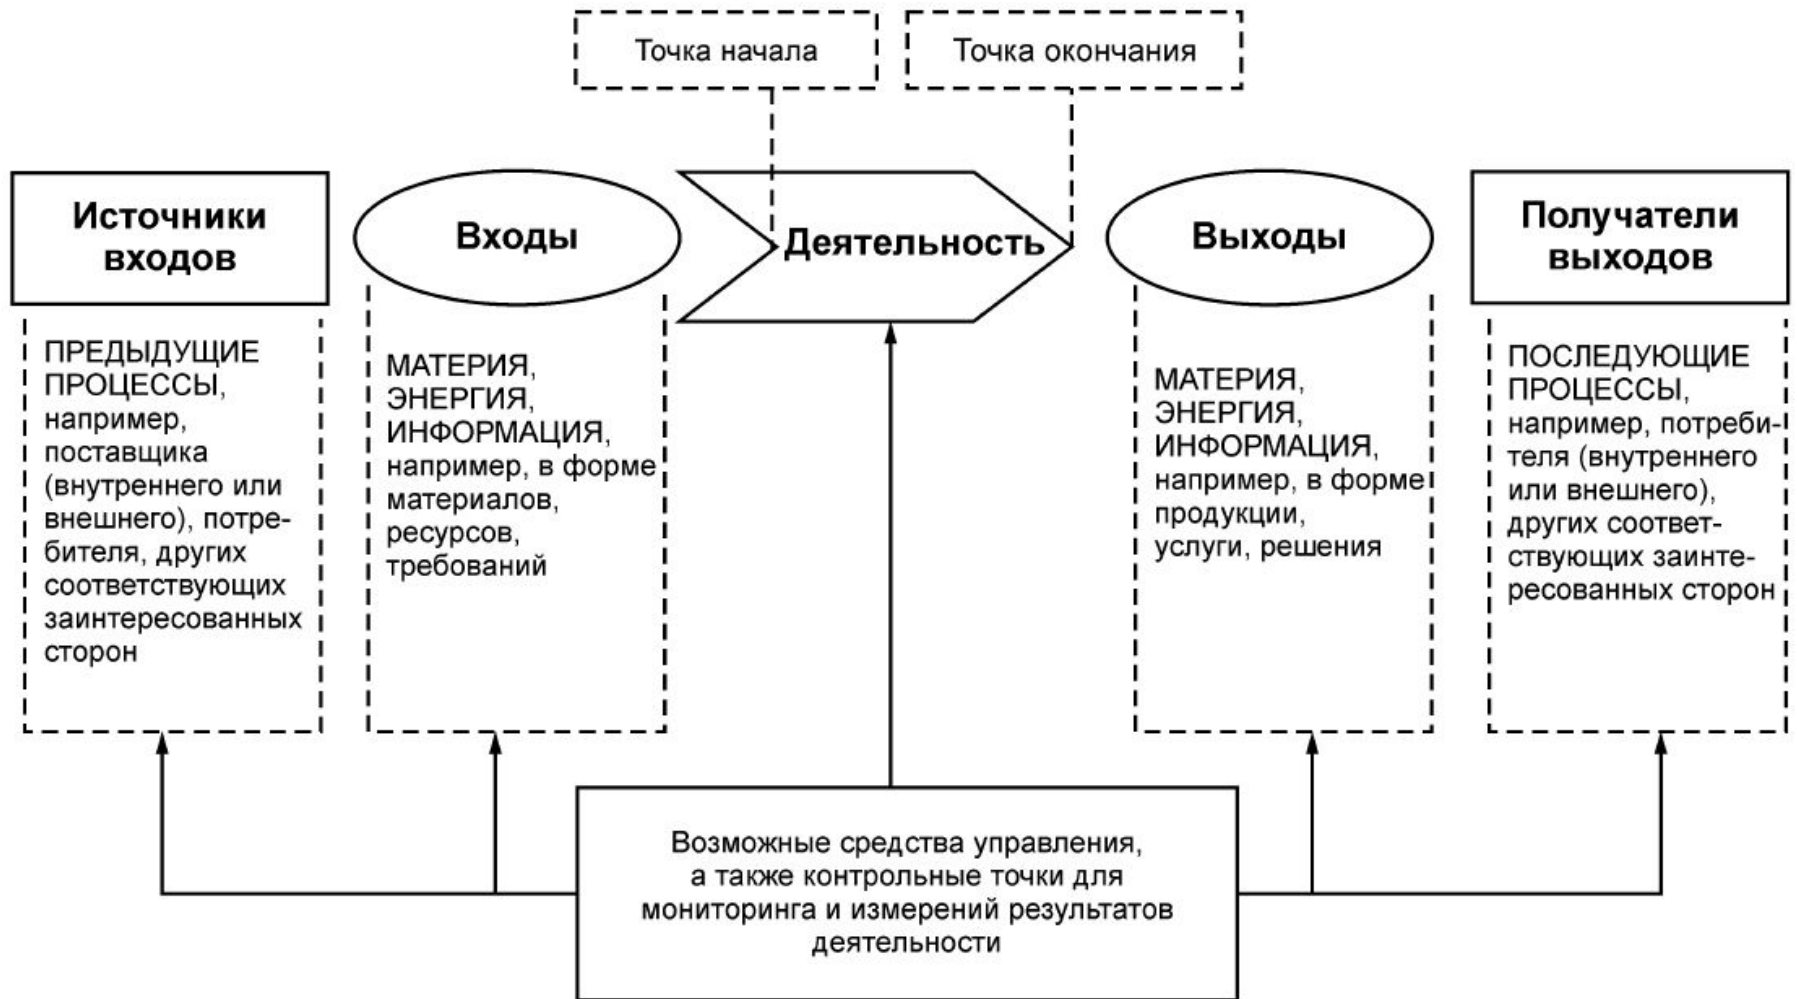 Точка начала
Точка окончания
Источники
входов
Входы
Деятельность
Выходы
Получатели
выходов
ПРЕДЫДУЩИЕ
ПРОЦЕССЫ,
например,
поставщика
(внутреннего или
внешнего), потре-
бителя, других
соответствующих
заинтересованных
сторон
МАТЕРИЯ,
ЭНЕРГИЯ,
ИНФОРМАЦИЯ,
например, в форме
материалов,
ресурсов,
требований
МАТЕРИЯ,
ЭНЕРГИЯ,
ИНФОРМАЦИЯ,
например, в форме
продукции,
услуги, решения
ПОСЛЕДУЮЩИЕ
ПРОЦЕССЫ,
например, потреби-
теля (внутреннего
или внешнего),
других соответ-
ствующих заинте-
ресованных сторон
Возможные средства управления,
а также контрольные точки для
мониторинга и измерений результатов
деятельности